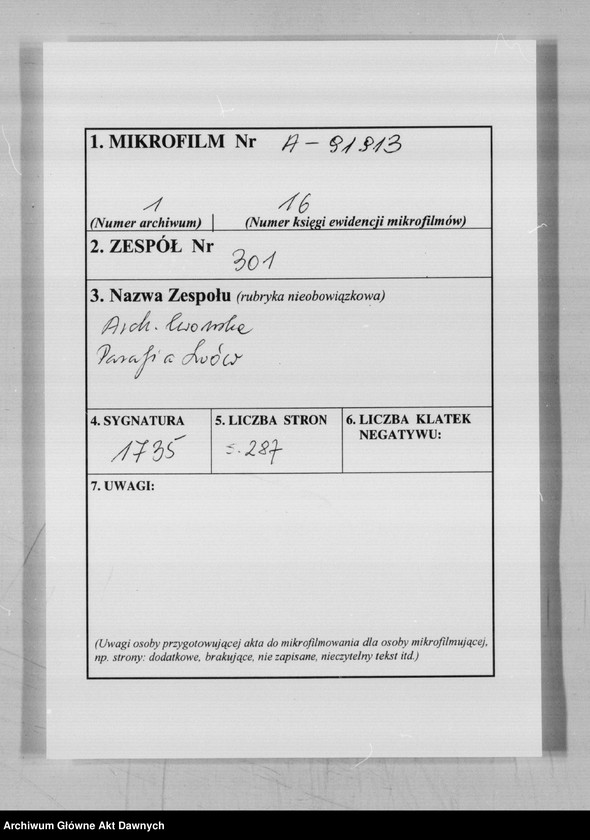 1. MIKROFILM Nr A - 91913
1 16
(Numer archiwum) (Numer księgi ewidencji mikrofilmów)
2. ZESPÓŁ Nr 301
3. Nazwa Zespołu (rubryka nieobowiązkowa)
Arch. lwowska
Parafia Lwów
4. SYGNATURA 5. LICZBA STRON 6. LICZBA KLATEK
NEGATYWU:
1735 s. 287
7. UWAGI:
(Uwagi osoby przygotowującej akta do mikrofilmowania dla osoby mikrofilmującej,
np. strony: dodatkowe, brakujące, nie zapisane, nieczytelny tekst itd.)
Archiwum Główne Akt Dawnych